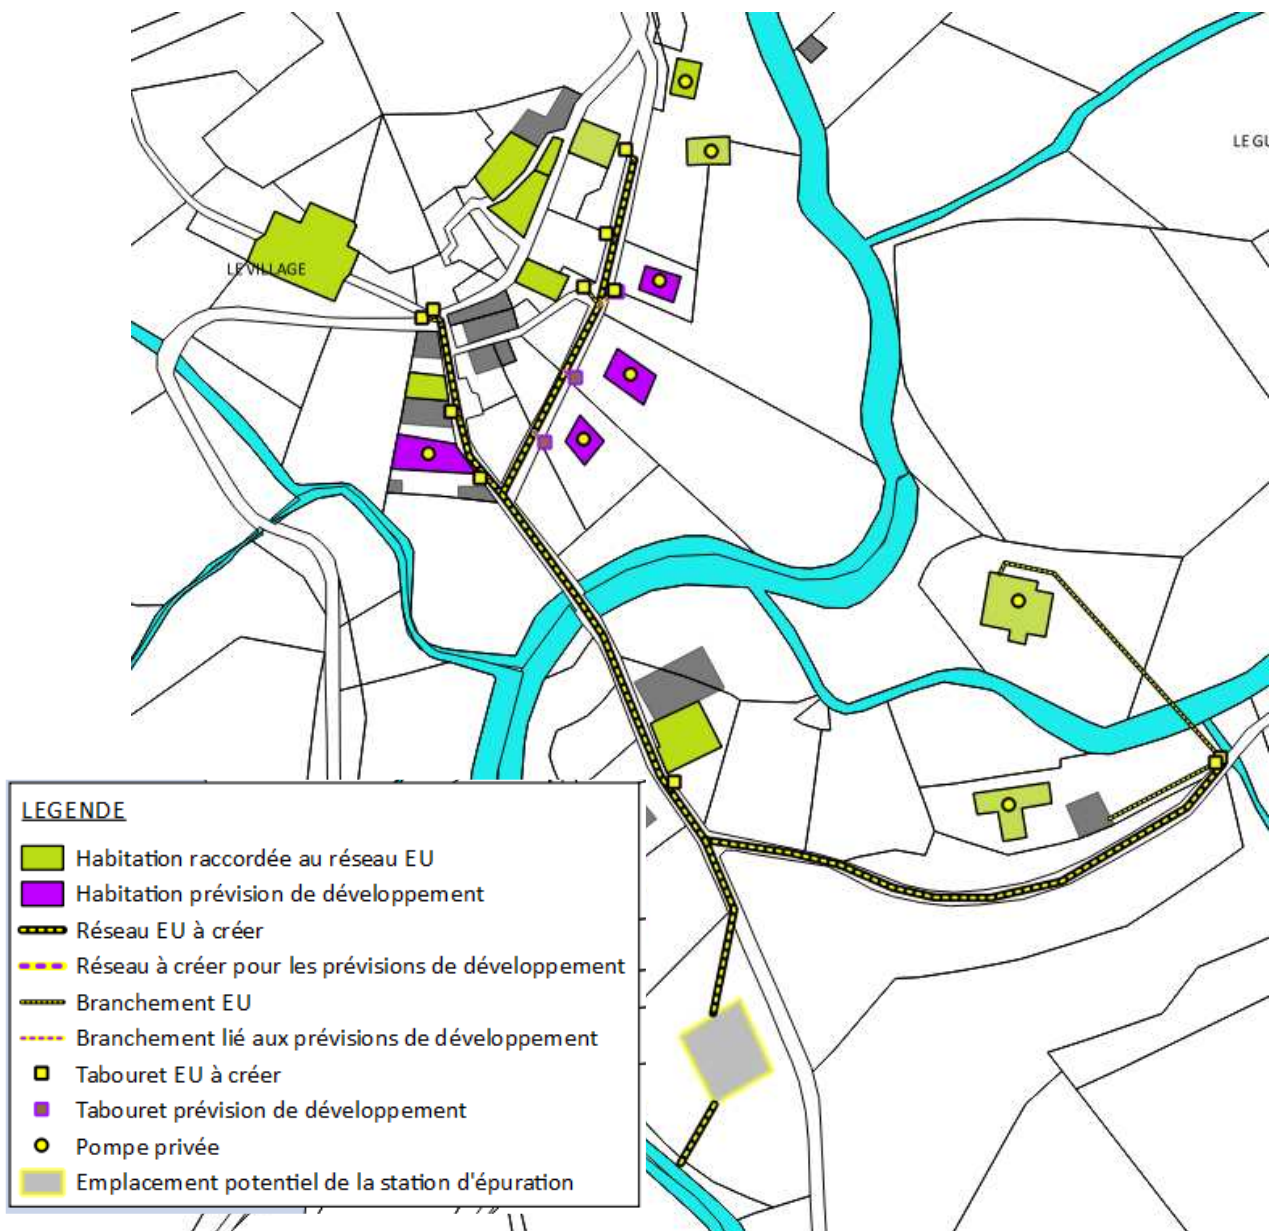 LE GU
LE VILLAGE
LEGENDE
Habitation raccordée au réseau EU
Habitation prévision de développement
Réseau EU à créer
Réseau à créer pour les prévisions de développement
Branchement EU
Branchement lié aux prévisions de développement
Tabouret EU à créer
Tabouret prévision de développement
Pompe privée
Emplacement potentiel de la station d'épuration